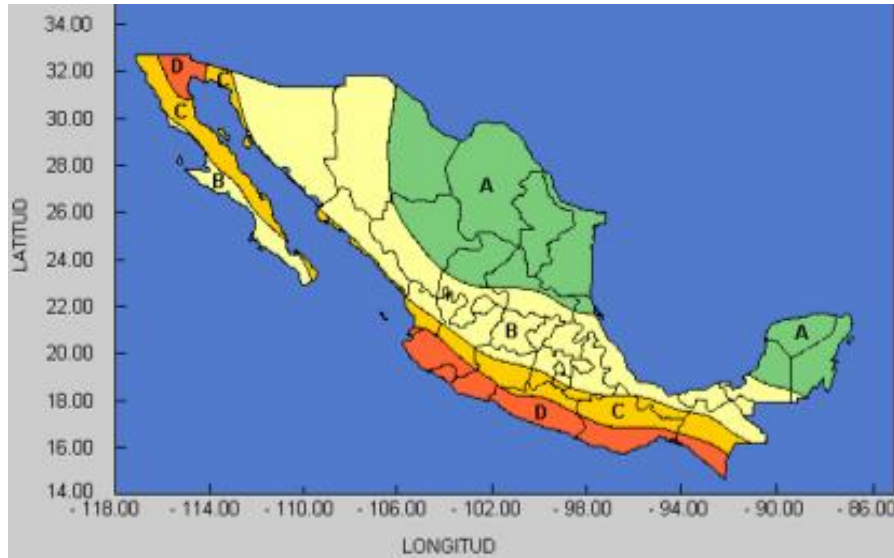 34.00
32.00
30.00
28.00
26.00
24.00
22.00
20.00
18.00
16.00
14.00
LATITUD
D
C
C
B
A
B
A
C
D
- 118.00 - 114.00 - 110.00 - 106.00 - 102.00 - 98.00 - 94.00 - 90.00 - 86.00
LONGITUD